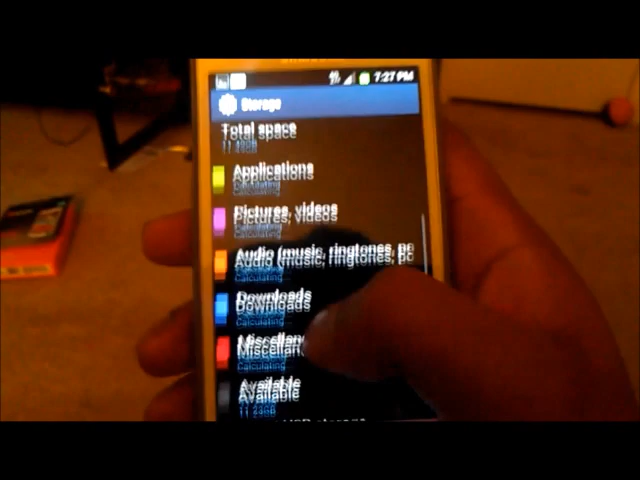 7:27 PM
Storage
Total space
Applications
Calculating...
Pictures, videos
Calculating...
Audio (music, ringtones, po
Calculating...
Downloads
Calculating...
Miscellan
Calculating...
Available
11.23GB